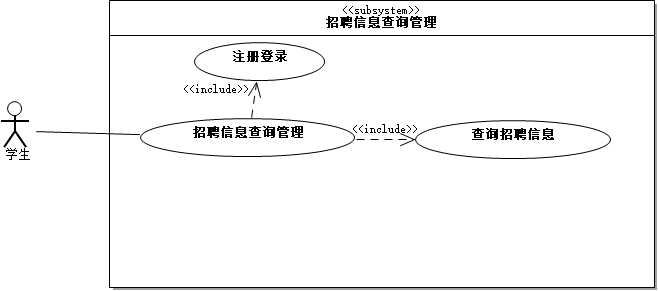 <<subsystem>>
招聘信息查询管理
注册登录
<<include>>
学生
招聘信息查询管理
<<include>>
查询招聘信息